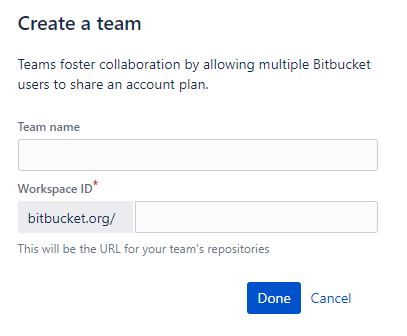 Create a team
Teams foster collaboration by allowing multiple Bitbucket
users to share an account plan.
Team name
Workspace ID*
bitbucket.org/
This will be the URL for your team's repositories
Done Cancel